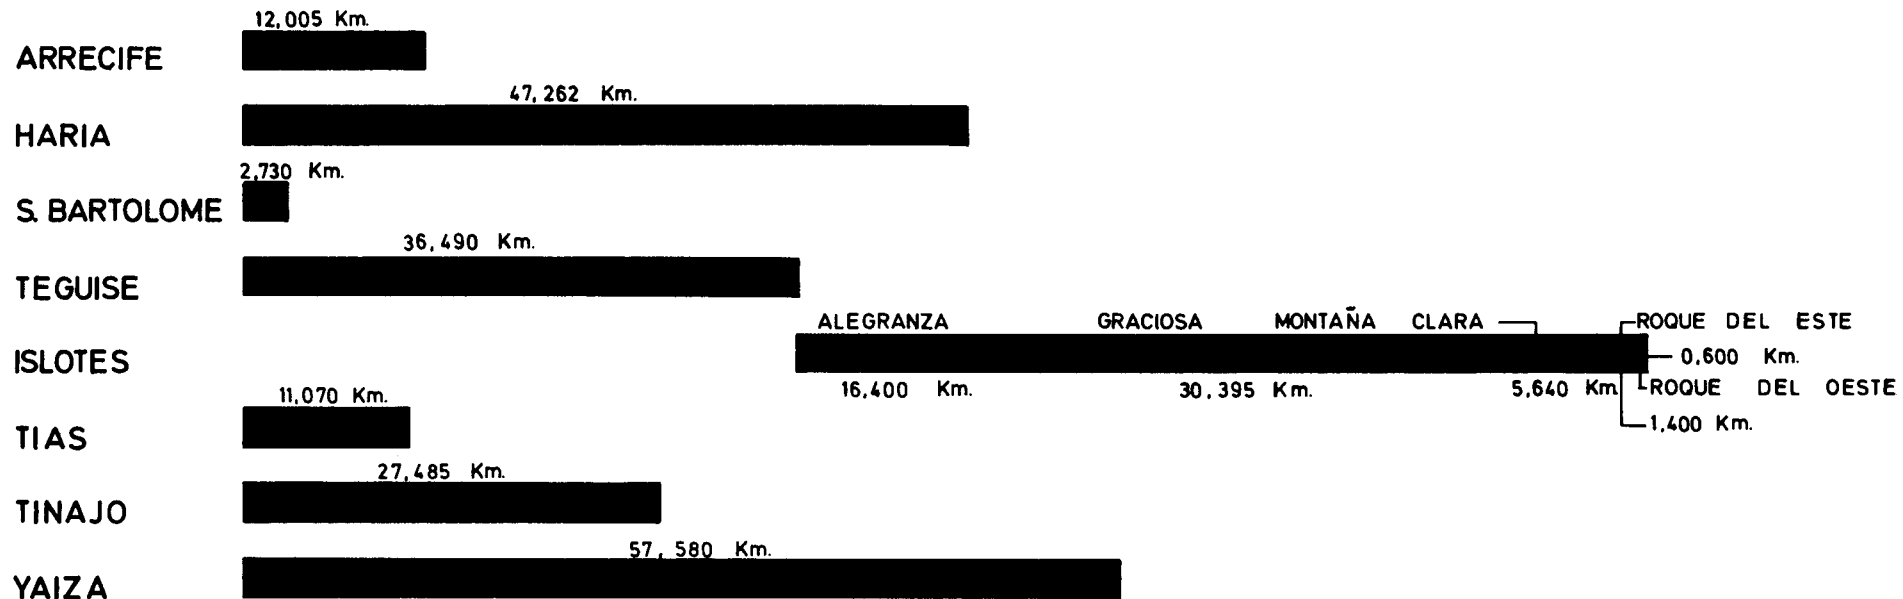 12,005 Km.
ARRECIFE
47,262 Km.
HARIA
2,730 Km.
S. BARTOLOME
36,490 Km.
TEGUISE
ALEGRANZA GRACIOSA MONTAÑA CLARA ROQUE DEL ESTE
ISLOTES 0,600 Km.
16,400 Km. 30,395 Km. 5,640 Km ROQUE DEL OESTE
11,070 Km.
1,400 Km.
TIAS
27,485 Km.
TINAJO
57,580 Km.
YAIZA